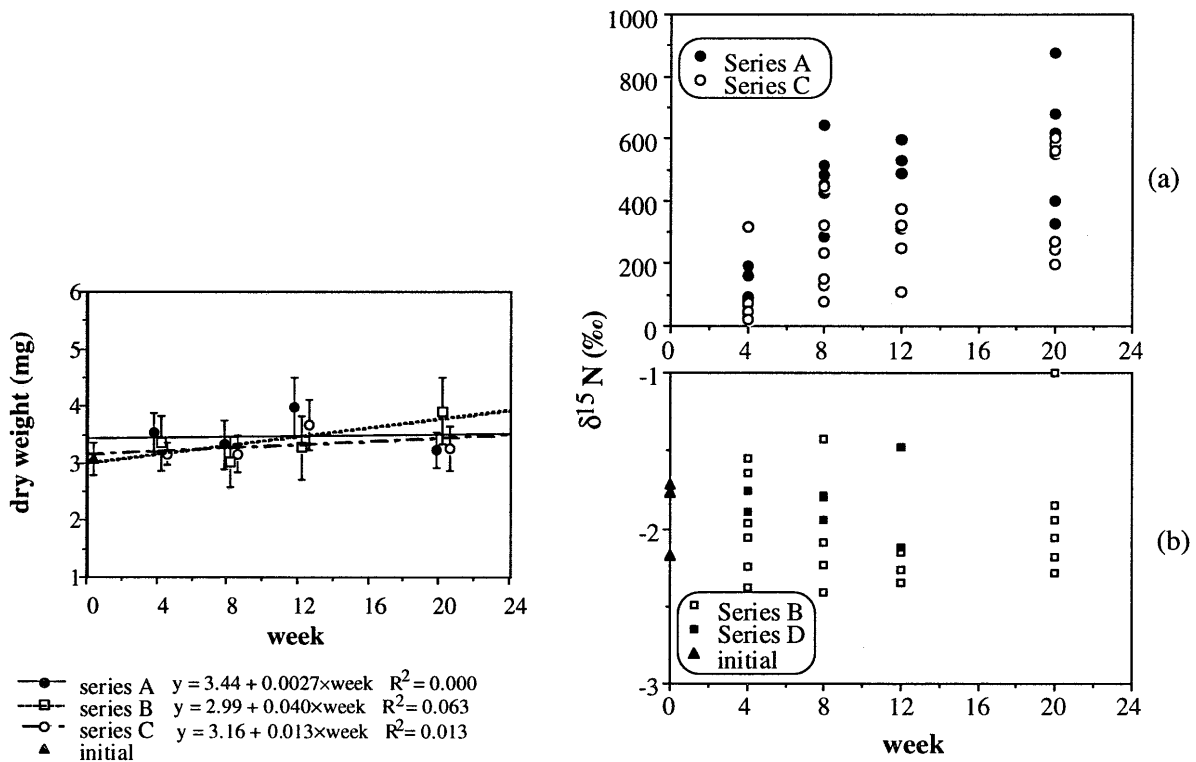 6
5
4
3
2
1
dry weight (mg)
0 4 8 12 16 20 24
week
series A y = 3.44 + 0.0027×week R² = 0.000
series B y = 2.99 + 0.040×week R² = 0.063
series C y = 3.16 + 0.013×week R² = 0.013
initial
1000
800
600
400
200
0
Series A
Series C
(a)
0 4 8 12 16 20 24
δ¹⁵N (‰)
-1
-2
-3
Series B
Series D
initial
(b)
0 4 8 12 16 20 24
week